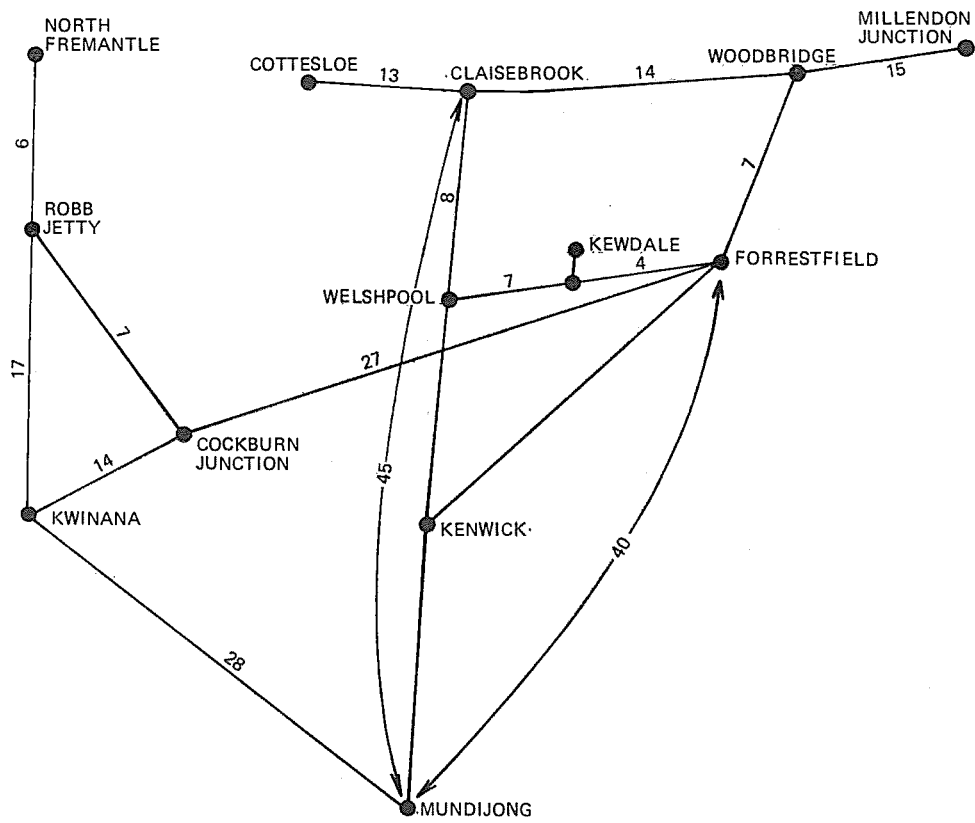 NORTH
FREMANTLE
MILLENDON
JUNCTION
COTTESLOE
13
CLAISEBROOK
14
WOODBRIDGE
15
6
7
8
ROBB
JETTY
KEWDALE
4
FORRESTFIELD
7
WELSHPOOL
7
27
17
COCKBURN
JUNCTION
14
45
KWINANA
KENWICK
40
28
MUNDIJONG